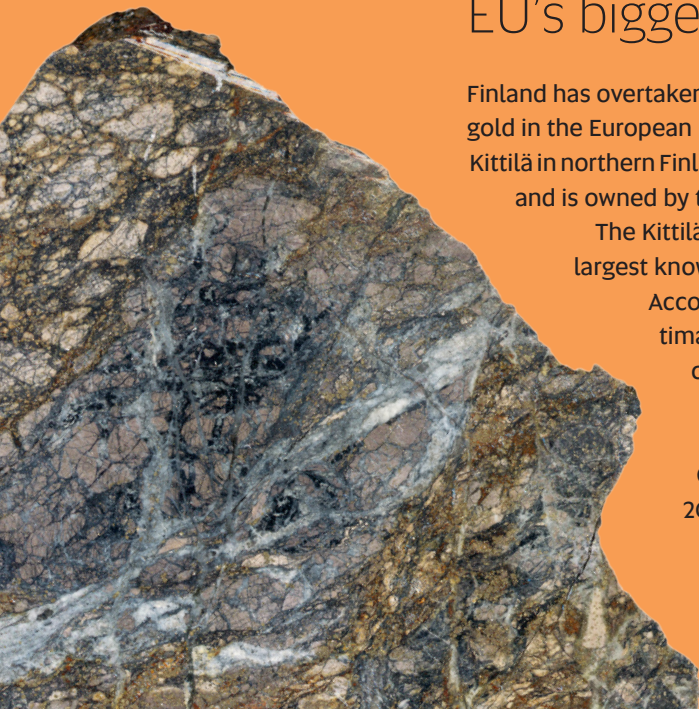 EU's bigge
Finland has overtaken
gold in the European
Kittilä in northern Finl
and is owned by t
The Kittilä
largest know
Acco
tima
20